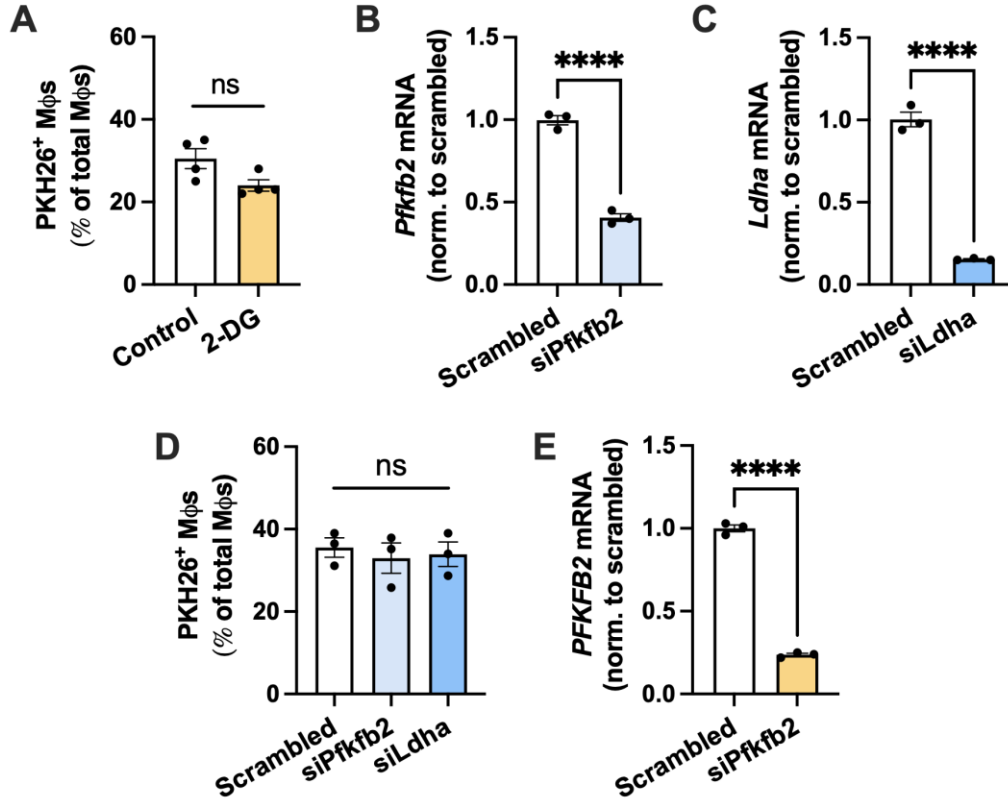 A
PKH26⁺ Mϕs
(% of total Mϕs)
60
40
20
0
ns
Control
2-DG
B
Pfkfb2 mRNA
(norm. to scrambled)
1.5
1.0
0.5
0.0
****
Scrambled
siPfkfb2
C
Ldha mRNA
(norm. to scrambled)
1.5
1.0
0.5
0.0
****
Scrambled
siLdha
D
PKH26⁺ Mϕs
(% of total Mϕs)
60
40
20
0
ns
Scrambled
siPfkfb2
siLdha
E
PFKFB2 mRNA
(norm. to scrambled)
1.5
1.0
0.5
0.0
****
Scrambled
siPfkfb2